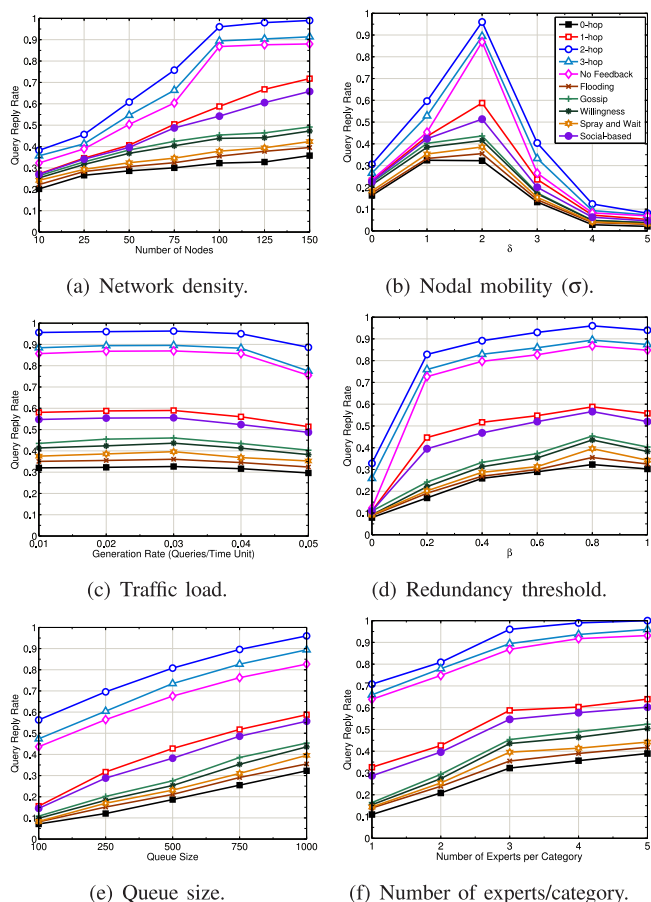 Query Reply Rate
1
0.9
0.8
0.7
0.6
0.5
0.4
0.3
0.2
0.1
0
10 25 50 75 100 125 150
Number of Nodes
(a) Network density.
Query Reply Rate
1
0.9
0.8
0.7
0.6
0.5
0.4
0.3
0.2
0.1
0
0 1 2 3 4 5
δ
0-hop
1-hop
2-hop
3-hop
No Feedback
Flooding
Gossip
Willingness
Spray and Wait
Social-based
(b) Nodal mobility (σ).
Query Reply Rate
1
0.9
0.8
0.7
0.6
0.5
0.4
0.3
0.2
0.1
0
0.01 0.02 0.03 0.04 0.05
Generation Rate (Queries/Time Unit)
(c) Traffic load.
Query Reply Rate
1
0.9
0.8
0.7
0.6
0.5
0.4
0.3
0.2
0.1
0
0 0.2 0.4 0.6 0.8 1
β
(d) Redundancy threshold.
Query Reply Rate
1
0.9
0.8
0.7
0.6
0.5
0.4
0.3
0.2
0.1
0
100 250 500 750 1000
Queue Size
(e) Queue size.
Query Reply Rate
1
0.9
0.8
0.7
0.6
0.5
0.4
0.3
0.2
0.1
0
1 2 3 4 5
Number of Experts per Category
(f) Number of experts/category.